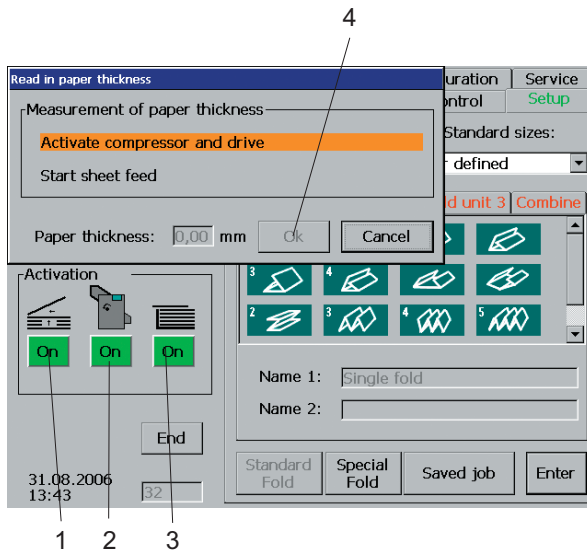 4
Read in paper thickness
Measurement of paper thickness
Activate compressor and drive
Start sheet feed
Paper thickness: 0,00 mm Ok Cancel
uration Service
ontrol Setup
Standard sizes:
defined
d unit 3 Combine
Activation
On On On
3 4
2 3 4 5
Name 1: Single fold
Name 2:
End
Standard Fold
Special Fold
Saved job
Enter
31.08.2006
13:43
32
1 2 3